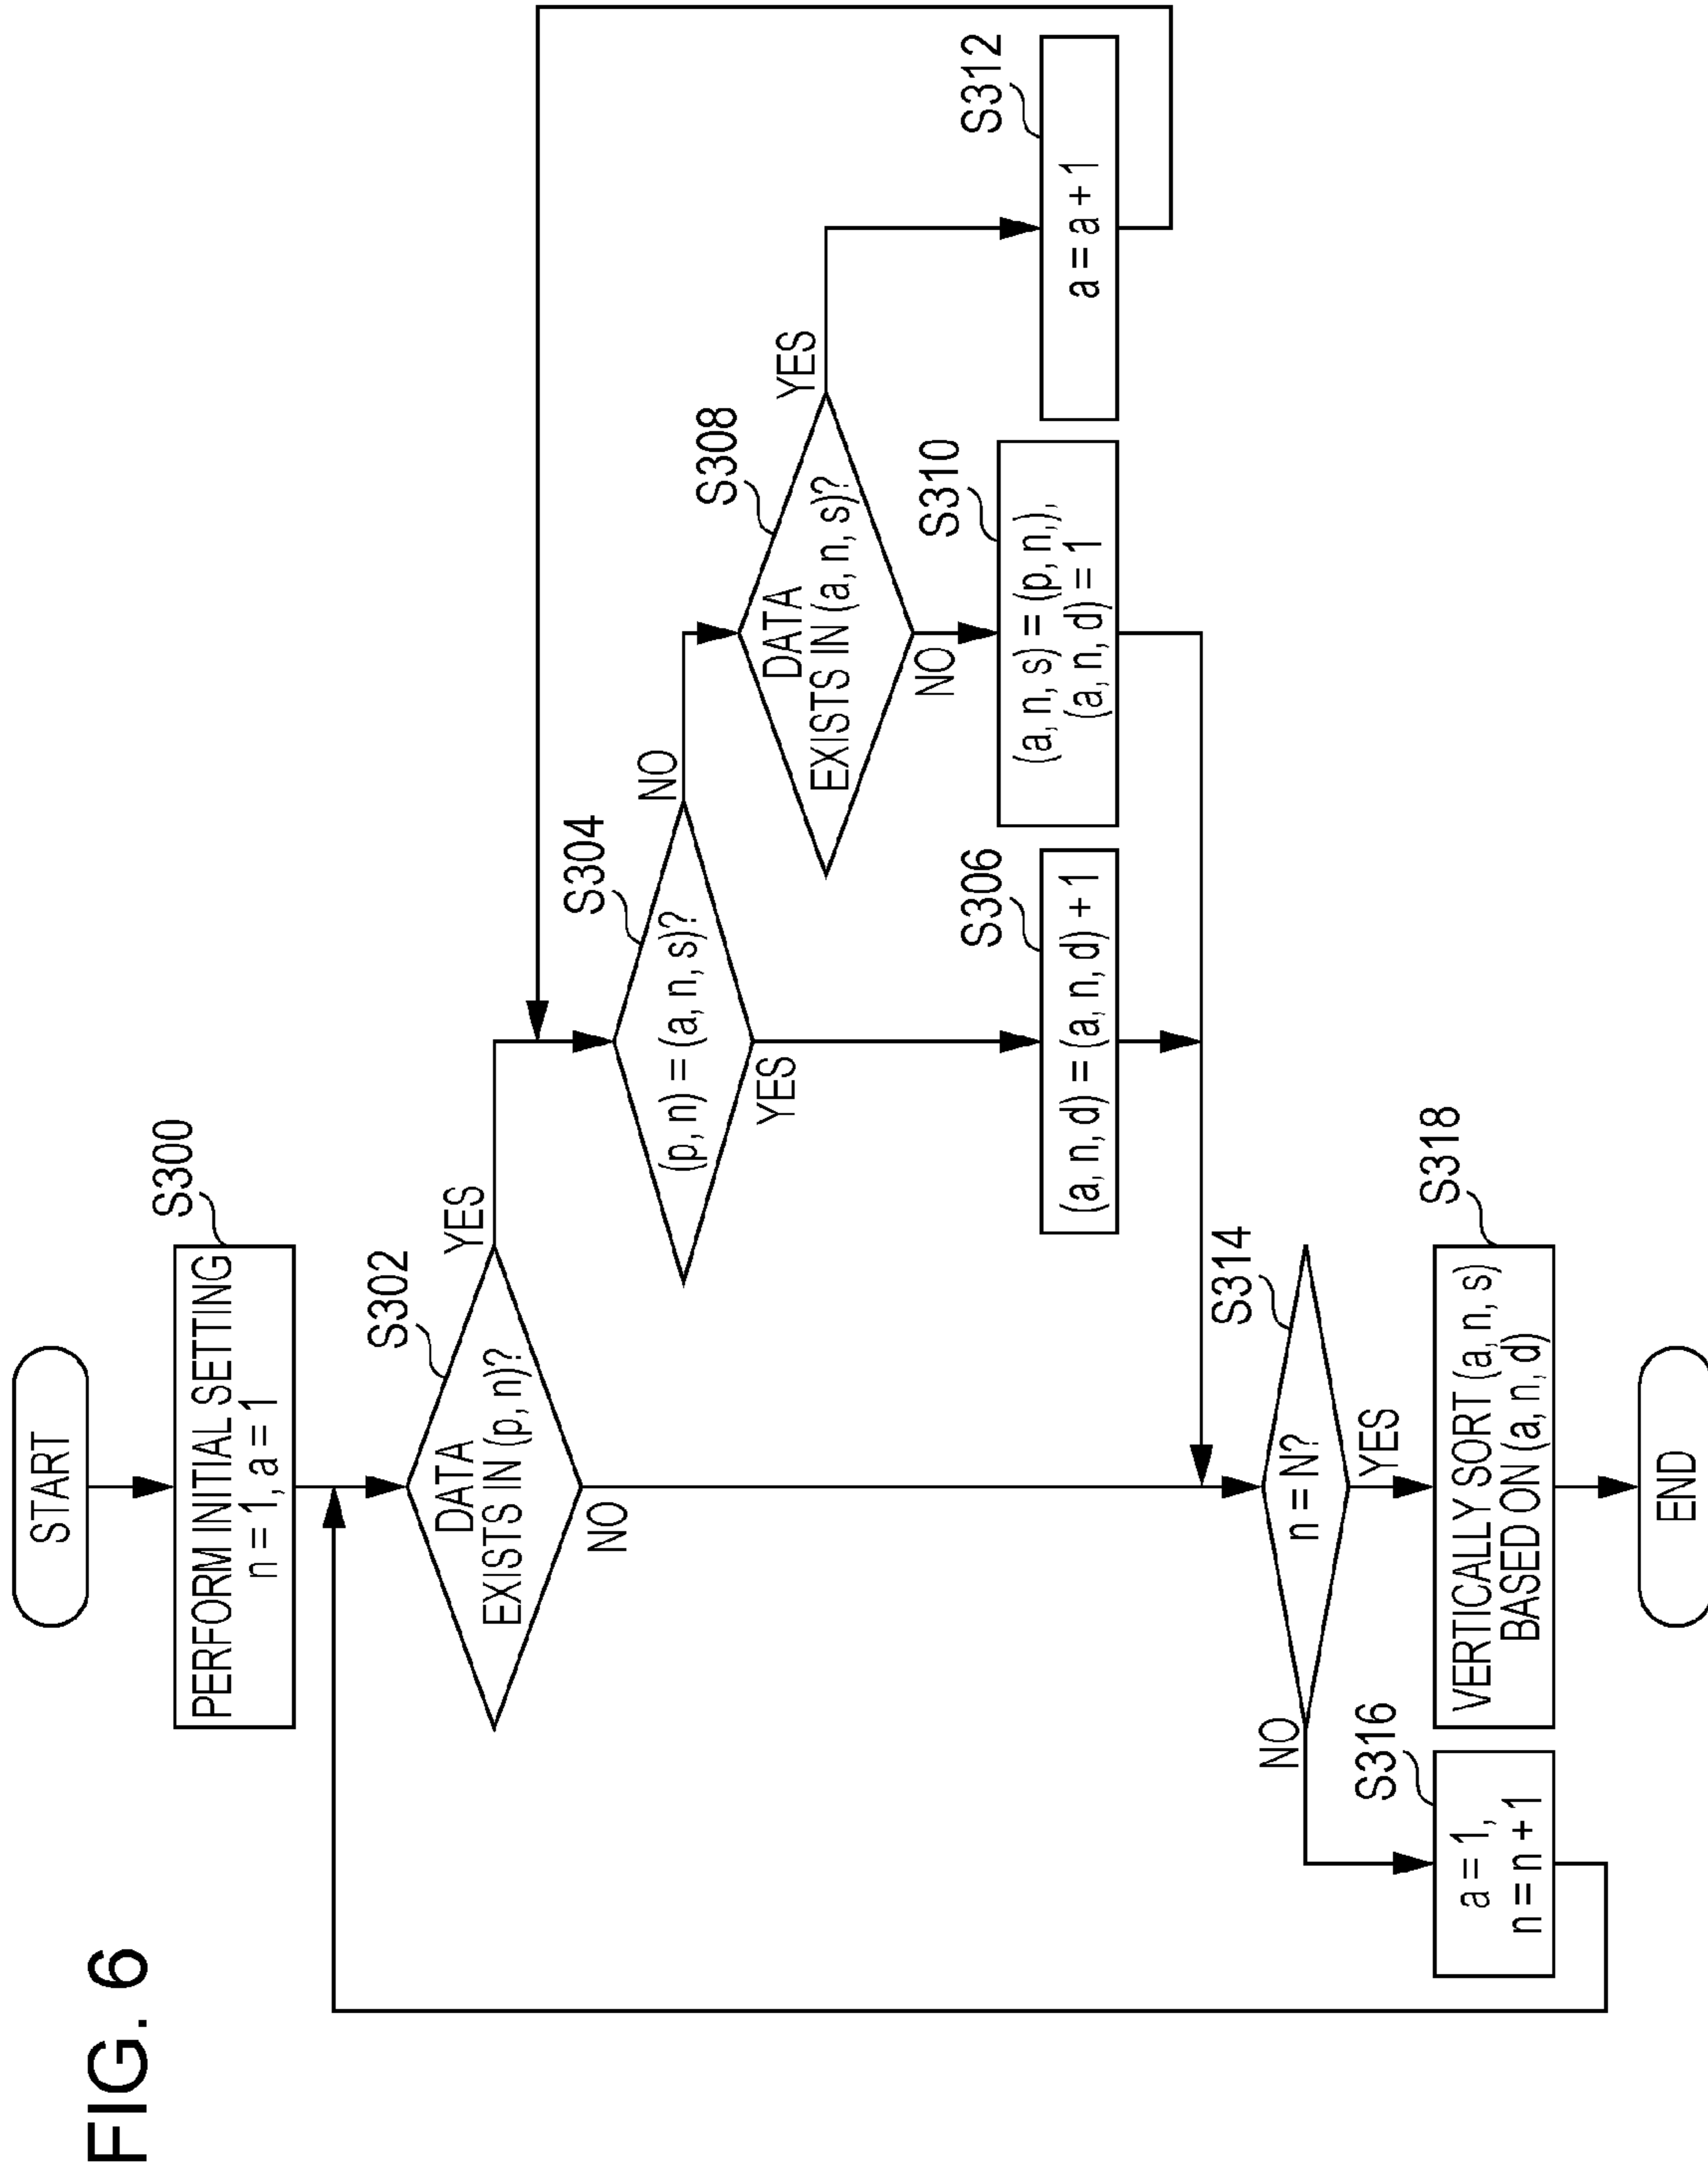 FIG. 6
START
S300
PERFORM INITIAL SETTING
n = 1, a = 1
S302
DATA
EXISTS IN (p, n)?
YES
NO
S304
(p, n) = (a, n, s)?
NO
YES
S308
DATA
EXISTS IN (a, n, s)?
YES
NO
S306
(a, n, d) = (a, n, d) + 1
S310
(a, n, s) = (p, n,),
(a, n, d) = 1
S312
a = a + 1
S314
n = N?
NO
YES
S316
a = 1,
n = n + 1
S318
VERTICALLY SORT (a, n, s)
BASED ON (a, n, d)
END